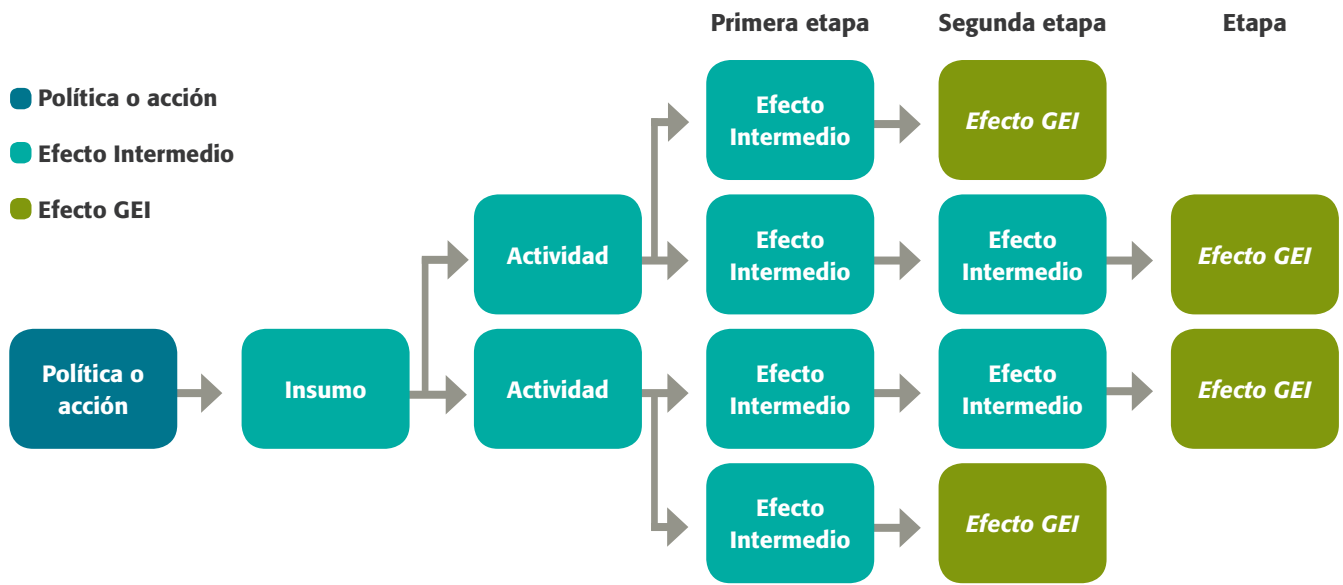 Primera etapa
Segunda etapa
Etapa
Política o acción
Efecto Intermedio
Efecto GEI
Efecto
Intermedio
Efecto GEI
Actividad
Efecto
Intermedio
Efecto
Intermedio
Efecto GEI
Política o
acción
Insumo
Actividad
Efecto
Intermedio
Efecto
Intermedio
Efecto GEI
Efecto
Intermedio
Efecto GEI